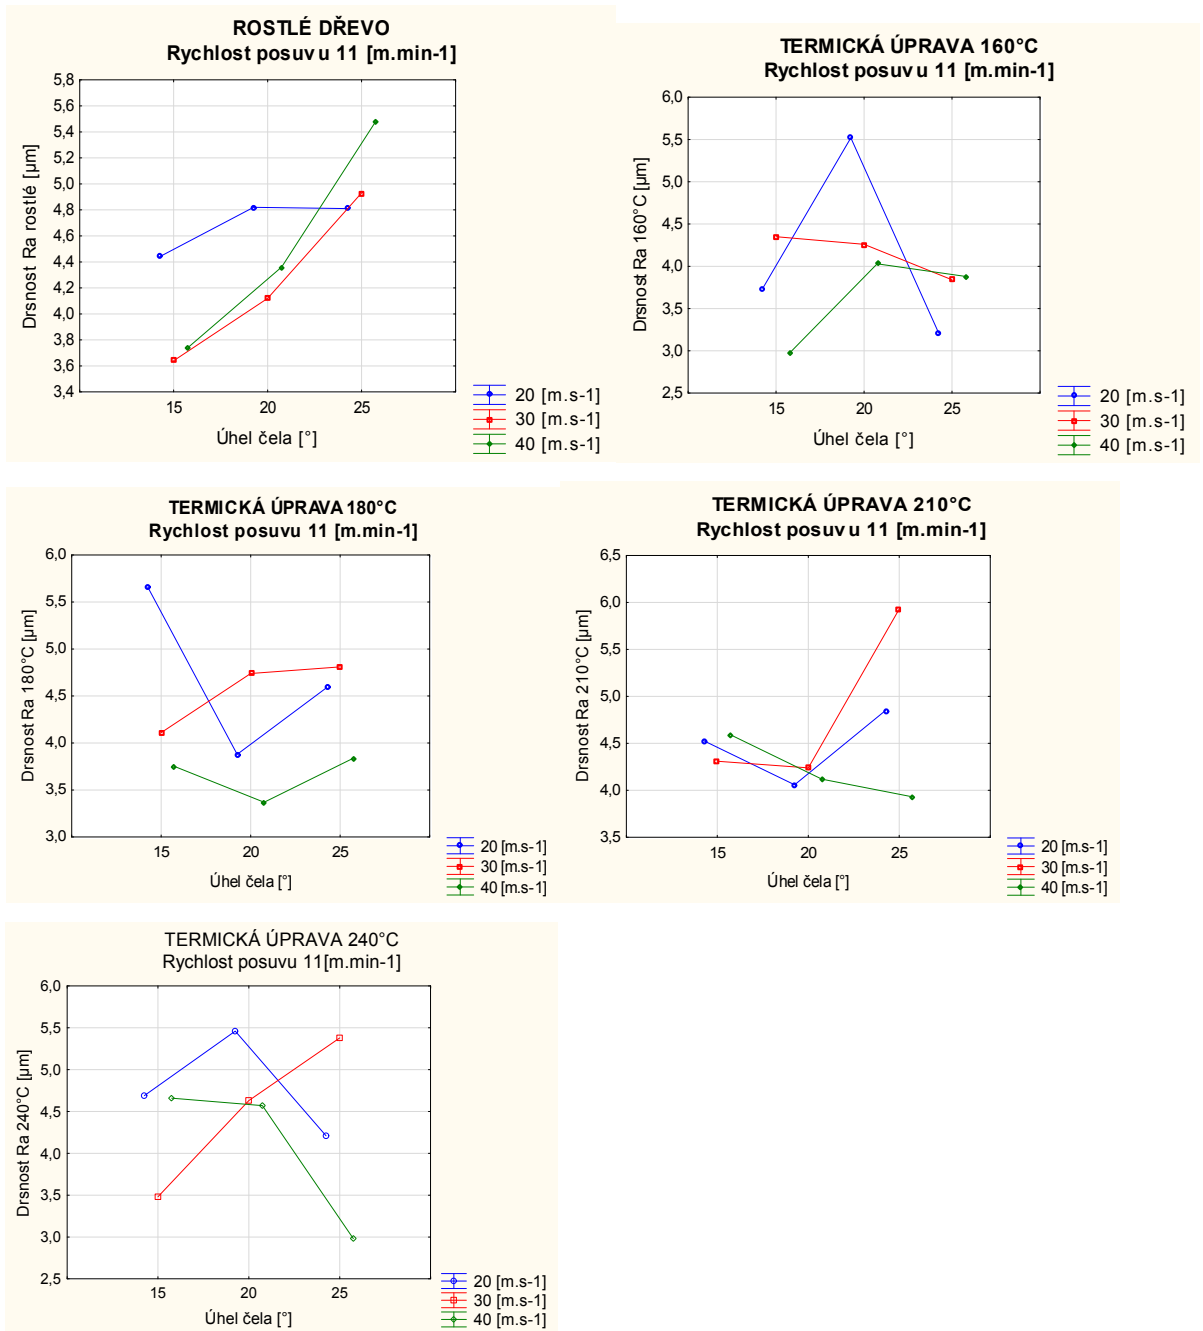 ROSTLÉ DŘEVO
Rychlost posuvu 11 [m.min-1]
Drsnost Ra rostlé [µm]
5,8
5,6
5,4
5,2
5,0
4,8
4,6
4,4
4,2
4,0
3,8
3,6
3,4
15 20 25
Úhel čela [°]
20 [m.s-1]
30 [m.s-1]
40 [m.s-1]
TERMICKÁ ÚPRAVA 160°C
Rychlost posuvu 11 [m.min-1]
Drsnost Ra 160°C [µm]
6,0
5,5
5,0
4,5
4,0
3,5
3,0
2,5
15 20 25
Úhel čela [°]
20 [m.s-1]
30 [m.s-1]
40 [m.s-1]
TERMICKÁ ÚPRAVA 180°C
Rychlost posuvu 11 [m.min-1]
Drsnost Ra 180°C [µm]
6,0
5,5
5,0
4,5
4,0
3,5
3,0
15 20 25
Úhel čela [°]
20 [m.s-1]
30 [m.s-1]
40 [m.s-1]
TERMICKÁ ÚPRAVA 210°C
Rychlost posuvu 11 [m.min-1]
Drsnost Ra 210°C [µm]
6,5
6,0
5,5
5,0
4,5
4,0
3,5
15 20 25
Úhel čela [°]
20 [m.s-1]
30 [m.s-1]
40 [m.s-1]
TERMICKÁ ÚPRAVA 240°C
Rychlost posuvu 11[m.min-1]
Drsnost Ra 240°C [µm]
6,0
5,5
5,0
4,5
4,0
3,5
3,0
2,5
15 20 25
Úhel čela [°]
20 [m.s-1]
30 [m.s-1]
40 [m.s-1]